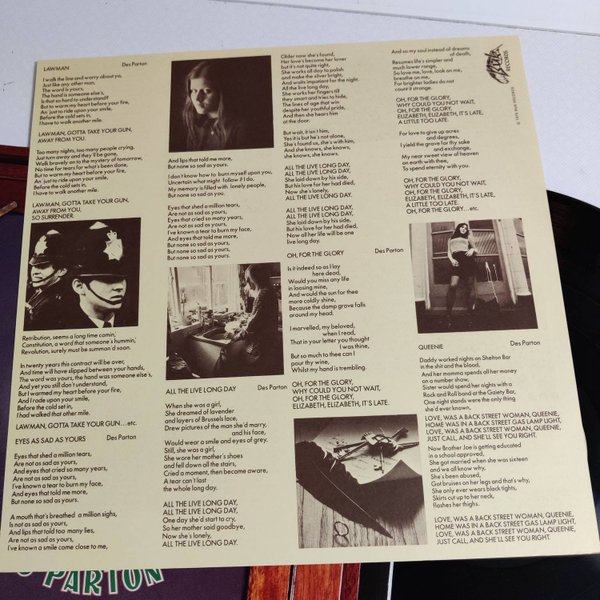 LAWMAN
Des Parton
I walk the line and worry about ya,
Just like any other man,
The word is yours,
The hand is someone else's,
Is that so hard to understand?
But to warm my heart before your fire,
An' just to ride upon your smile,
Before the cold sets in,
I have to walk another mile.
LAWMAN, GOTTA TAKE YOUR GUN,
AWAY FROM YOU.
Too many nights, too many people crying.
Just turn away and they'll be gone,
Walk bravely on to the mystery of tomorrow,
No time for tears for what's been done,
But to warm my heart before your fire,
An' just to ride upon your smile,
Before the cold sets in,
I have to walk another mile.
LAWMAN, GOTTA TAKE YOUR GUN,
AWAY FROM YOU,
SO SURRENDER.
Retribution, seems a long time comin',
Constitution, a word that someone's hummin',
Revolution, surely must be summon'd soon.
In twenty years this contract will be over,
And time will have slipped between your hands,
The word was yours, the hand was someone else's,
And yet you still don't understand,
But I warmed my heart before your fire,
And I rode upon your smile,
Before the cold set in,
I had walked that other mile.
LAWMAN, GOTTA TAKE YOUR GUN....etc.
EYES AS SAD AS YOURS
Des Parton
Eyes that shed a million tears,
Are not as sad as yours,
And eyes that cried so many years,
Are not as sad as yours,
I've known a tear to burn my face,
And eyes that told me more,
But none so sad as yours.
A mouth that's breathed a million sighs,
Is not as sad as yours,
And lips that told too many lies,
Are not as sad as yours,
I've known a smile come close to me,
And lips that told me more,
But none so sad as yours.
I don't know how to burn myself upon you,
Uncertain what might follow if I do.
My memory is filled with lonely people,
But none so sad as you.
Eyes that shed a million tears,
Are not as sad as yours,
And eyes that cried so many years,
Are not as sad as yours,
I've known a tear to burn my face,
And eyes that told me more,
But none so sad as yours,
But none so sad as yours.
ALL THE LIVE LONG DAY
Des Parton
When she was a girl,
She dreamed of lavender
and layers of Brussels lace,
Drew pictures of the man she'd marry,
and his face,
Would wear a smile and eyes of grey.
Still, she was a girl,
She wore her mother's shoes
and fell down all the stairs,
Cried a moment, then became aware,
A tear can't last
the whole long day.
ALL THE LIVE LONG DAY,
ALL THE LIVE LONG DAY,
One day she'd start to cry,
So her mother said goodbye,
Now she's lonely,
ALL THE LIVE LONG DAY.
Older now she's found,
Her love's become her lover
but it's not quite right,
She works all day to polish
and make the silver bright,
And waits impatient for the night.
All the live long day,
She works her fingers till
they smart and nearly fade,
The lines of age that win
despite her youthful pride,
And then she hears him
at the door.
But wait, it isn't him,
Yes it is but he's not alone,
She's found us, she's with him,
And she knows, she knows,
she knows, she knows.
ALL THE LIVE LONG DAY,
ALL THE LIVE LONG DAY,
She laid down by his side,
But his love for her had died,
Now she's lonely,
ALL THE LIVE LONG DAY.
ALL THE LIVE LONG DAY,
ALL THE LIVE LONG DAY,
She laid down by his side,
But his love for her had died,
Now all her life will be one
live long day.
OH, FOR THE GLORY
Des Parton
Is it indeed so as I lay
here dead,
Would you miss any life
in loosing mine,
And would the sun for thee
more coldly shine,
Because the damp grave falls
around my head.
I marvelled, my beloved,
when I read,
That in your letter you thought
I was thine,
But so much to thee can I
pour thy wine,
Whilst my hand is trembling.
OH, FOR THE GLORY,
WHY COULD YOU NOT WAIT,
OH, FOR THE GLORY,
ELIZABETH, ELIZABETH, IT'S LATE.
And so my soul instead of dreams
of death,
Resumes life's simpler and
much lower range,
So love me, love, look on me,
breathe on me,
For brighter ladies do not
count it strange.
OH, FOR THE GLORY,
WHY COULD YOU NOT WAIT,
OH, FOR THE GLORY,
ELIZABETH, ELIZABETH, IT'S LATE,
A LITTLE TOO LATE.
For love to give up acres
and degrees,
I yield the grave for thy sake
and exchange,
My near sweet view of heaven
an earth with thee,
To spend eternity with you.
OH, FOR THE GLORY,
WHY COULD YOU NOT WAIT,
OH, FOR THE GLORY,
ELIZABETH, ELIZABETH, IT'S LATE,
A LITTLE TOO LATE,
OH, FOR THE GLORY...etc.
QUEENIE
Des Parton
Daddy worked nights on Shelton Bar
in the shit and the blood,
And her momma spends all her money
on a number show,
Sister would spend her nights with a
Rock and Roll band at the Gaiety Bar,
One night stands were the only thing
she'd ever known,
LOVE, WAS A BACK STREET WOMAN, QUEENIE,
HOME WAS IN A BACK STREET GAS LAMP LIGHT,
LOVE, WAS A BACK STREET WOMAN, QUEENIE,
JUST CALL, AND SHE'LL SEE YOU RIGHT.
Now Brother Joe is getting educated
in a school approved,
She got married when she was sixteen
and we all know why,
She's been abused,
Got bruises on her legs and that's why,
She only ever wears black tights,
Skirts cut up to her neck,
flashes her thighs.
LOVE, WAS A BACK STREET WOMAN, QUEENIE,
HOME WAS IN A BACK STREET GAS LAMP LIGHT,
LOVE, WAS A BACK STREET WOMAN, QUEENIE,
JUST CALL, AND SHE'LL SEE YOU RIGHT.
RECORDS
PARTON